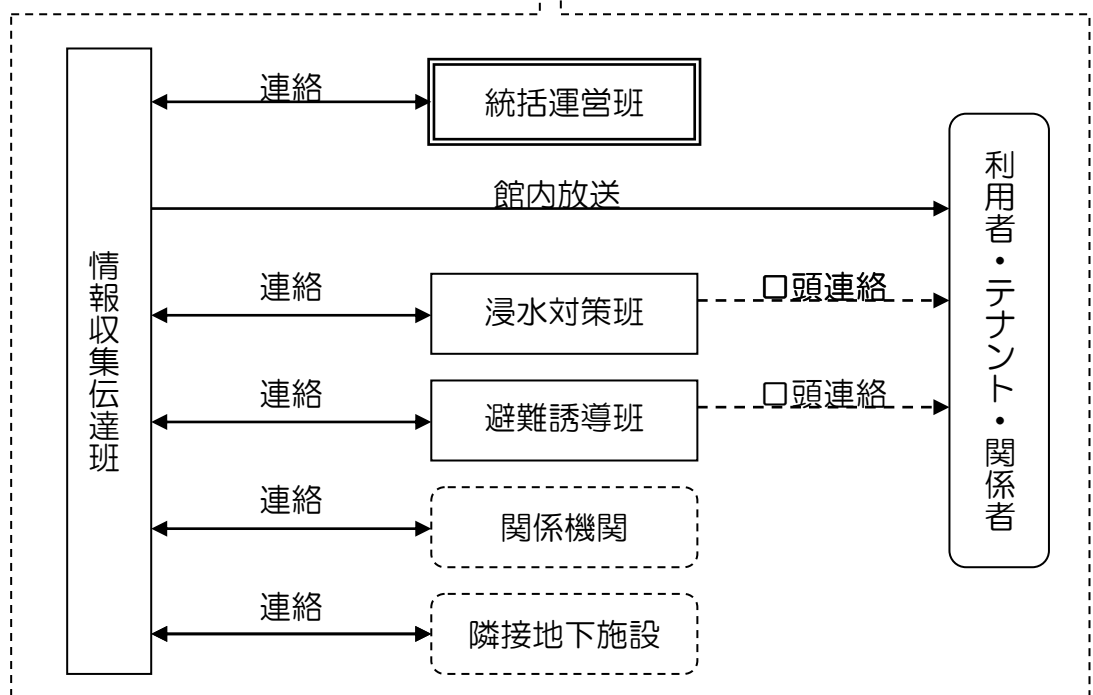 情報収集伝達班
連絡
統括運営班
館内放送
連絡
浸水対策班
口頭連絡
連絡
避難誘導班
口頭連絡
連絡
関係機関
連絡
隣接地下施設
利用者・テナント・関係者